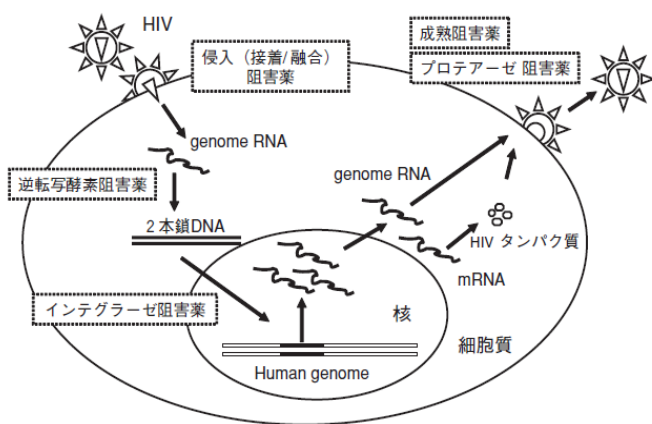 HIV
侵入（接着/融合）
阻害薬
成熟阻害薬
プロテアーゼ 阻害薬
genome RNA
逆転写酵素阻害薬
2本鎖DNA
genome RNA
HIV タンパク質
mRNA
インテグラーゼ阻害薬
核
細胞質
Human genome